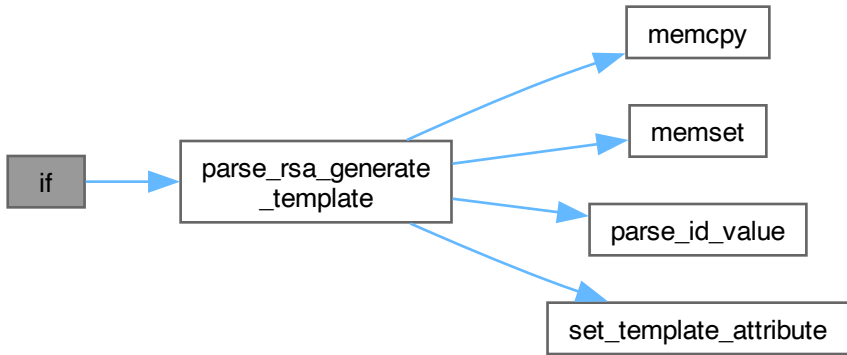 if
parse_rsa_generate
_template
memcpy
memset
parse_id_value
set_template_attribute